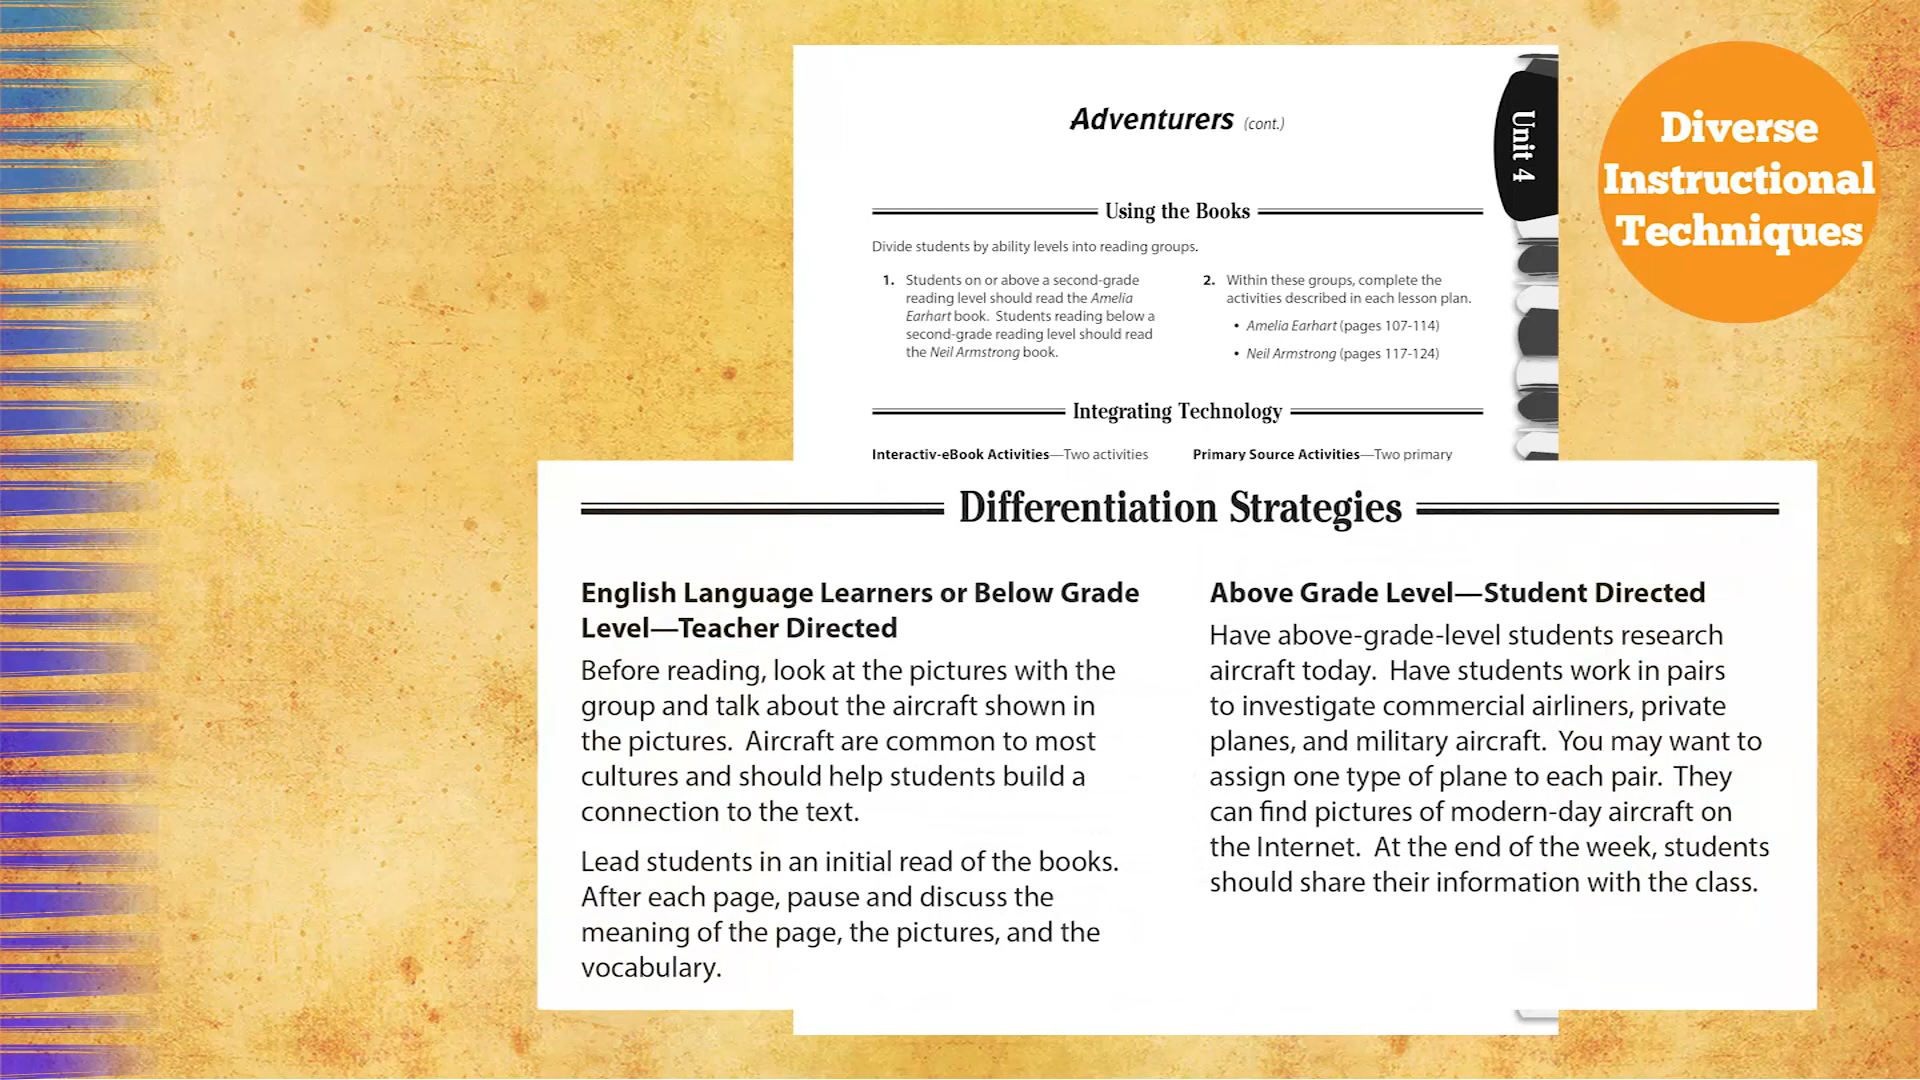 Adventurers (cont.)
Unit 4
Diverse
Instructional
Techniques
Using the Books
Divide students by ability levels into reading groups.
1. Students on or above a second-grade
reading level should read the Amelia
Earhart book.  Students reading below a
second-grade reading level should read
the Neil Armstrong book.
2. Within these groups, complete the
activities described in each lesson plan.
• Amelia Earhart (pages 107-114)
• Neil Armstrong (pages 117-124)
Integrating Technology
Interactiv-eBook Activities—Two activities
Primary Source Activities—Two primary
Differentiation Strategies
English Language Learners or Below Grade
Level—Teacher Directed
Before reading, look at the pictures with the
group and talk about the aircraft shown in
the pictures.  Aircraft are common to most
cultures and should help students build a
connection to the text.
Lead students in an initial read of the books.
After each page, pause and discuss the
meaning of the page, the pictures, and the
vocabulary.
Above Grade Level—Student Directed
Have above-grade-level students research
aircraft today.  Have students work in pairs
to investigate commercial airliners, private
planes, and military aircraft.  You may want to
assign one type of plane to each pair.  They
can find pictures of modern-day aircraft on
the Internet.  At the end of the week, students
should share their information with the class.